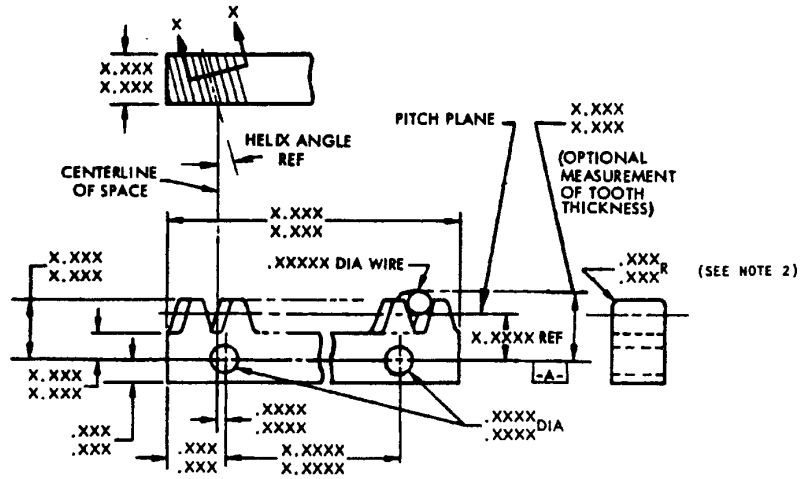 X X
X.XXX
X.XXX
HELIX ANGLE
REF
CENTERLINE
OF SPACE
PITCH PLANE
X.XXX
X.XXX
(OPTIONAL
MEASUREMENT
OF TOOTH
THICKNESS)
X.XXX
X.XXX
X.XXX
X.XXX
.XXXXX DIA WIRE
.XXX
.XXX R
(SEE NOTE 2)
X.XXXX REF
-A-
X.XXX
X.XXX
.XXX
.XXX
.XXXX
.XXXX
.XXXX
.XXXX DIA
.XXX
.XXX
X.XXXX
X.XXXX